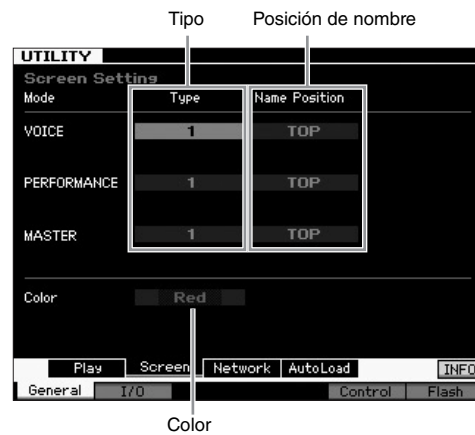 Tipo Posición de nombre
UTILITY
Screen Setting
Mode Type Name Position
VOICE 1 TOP
PERFORMANCE 1 TOP
MASTER 1 TOP
Color Red
Play Screen Network AutoLoad INFO
General I/O Control Flash
Color